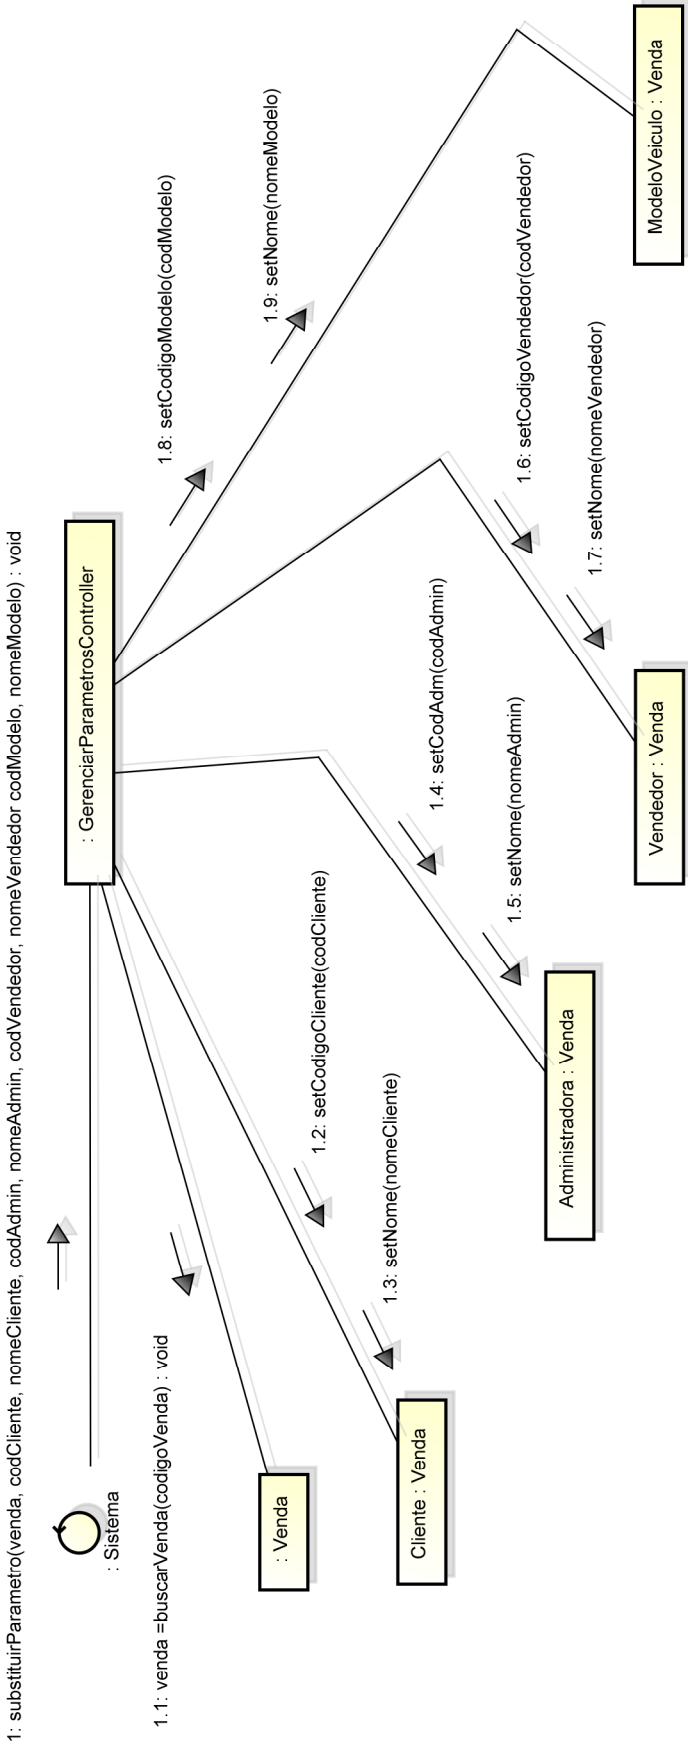 1: substituirParametro(venda, codCliente, nomeCliente, codAdmin, nomeAdmin, codVendedor, nomeVendedor codModelo, nomeModelo) : void
: Sistema
: GerenciarParametrosController
1.1: venda =buscarVenda(codigoVenda) : void
: Venda
1.2: setCodigoCliente(codCliente)
1.3: setNome(nomeCliente)
Cliente : Venda
1.4: setCodAdm(codAdmin)
1.5: setNome(nomeAdmin)
Administradora : Venda
1.6: setCodigoVendedor(codVendedor)
1.7: setNome(nomeVendedor)
Vendedor : Venda
1.8: setCodigoModelo(codModelo)
1.9: setNome(nomeModelo)
ModeloVeiculo : Venda